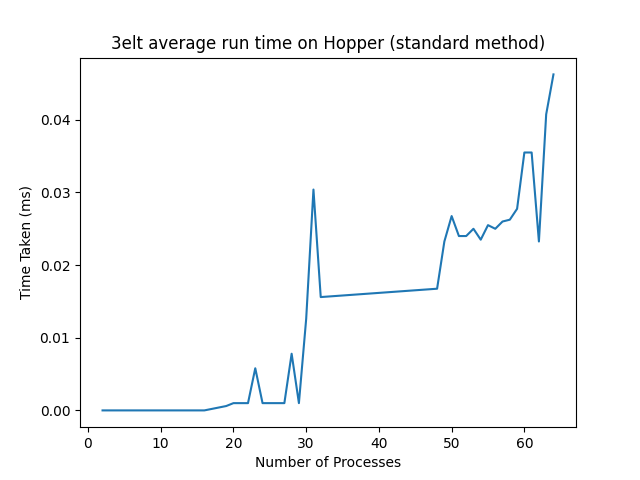 3elt average run time on Hopper (standard method)
0.04
0.03
0.02
0.01
0.00
Time Taken (ms)
0 10 20 30 40 50 60
Number of Processes